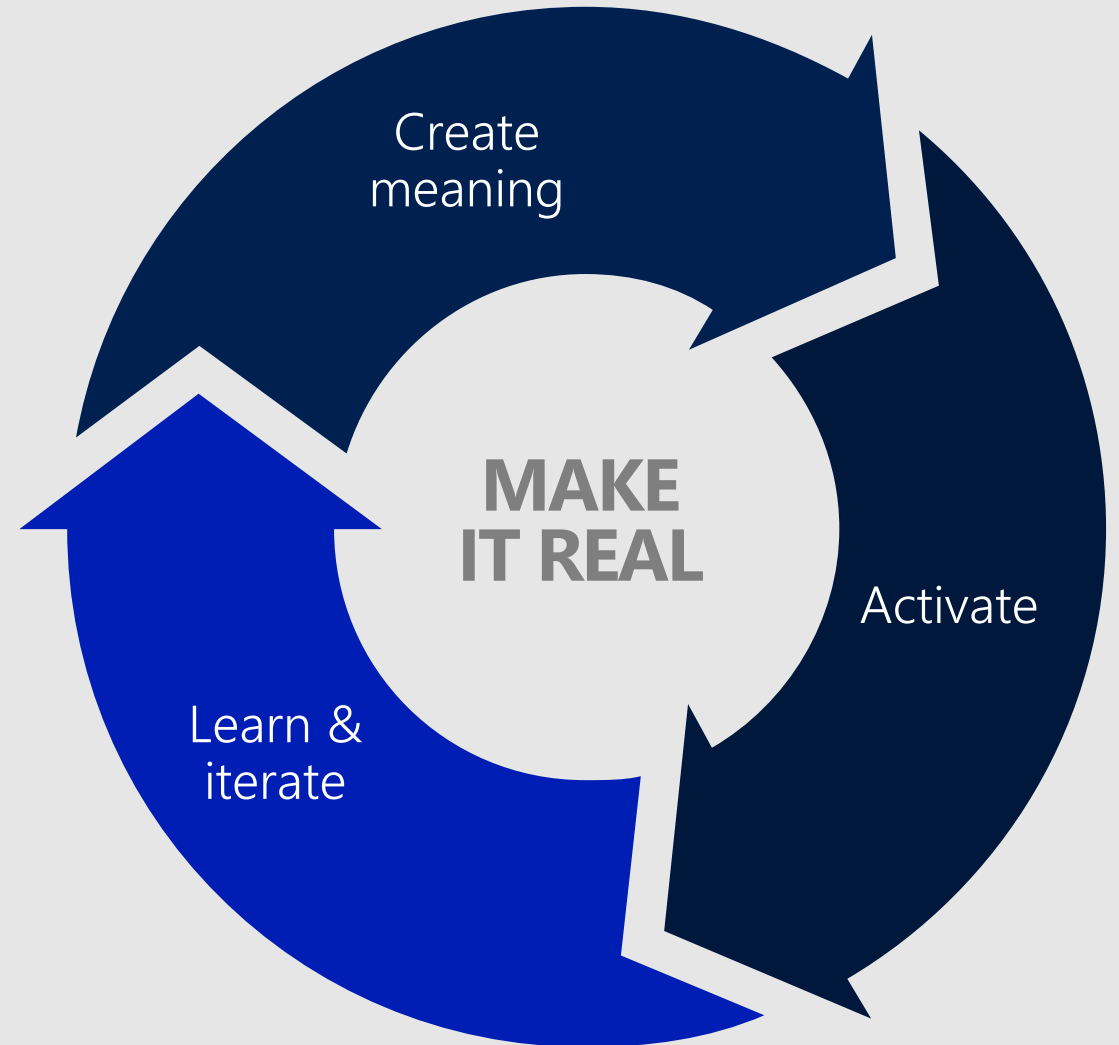 Create
meaning
MAKE
IT REAL
Activate
Learn &
iterate